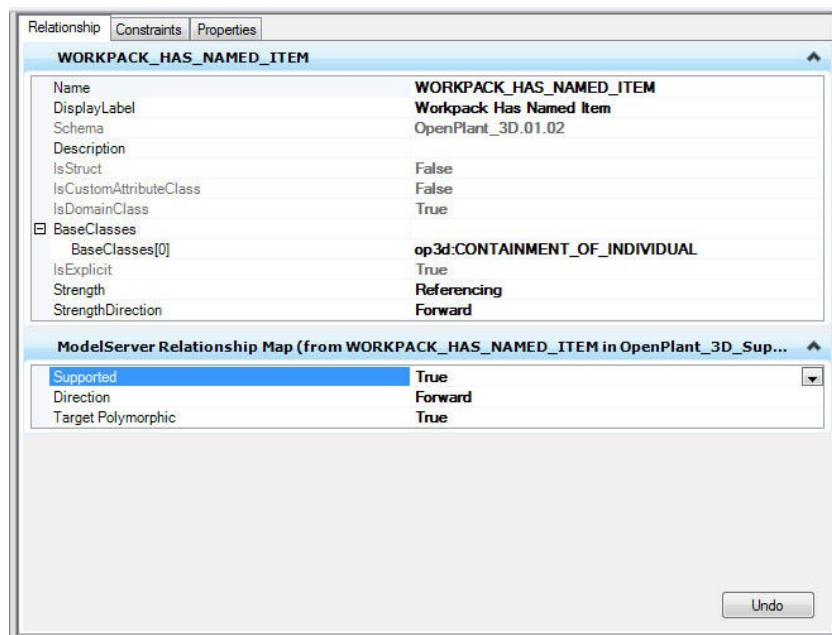 Relationship Constraints Properties
WORKPACK_HAS_NAMED_ITEM
Name WORKPACK_HAS_NAMED_ITEM
DisplayLabel Workpack Has Named Item
Schema OpenPlant_3D.01.02
Description
IsStruct False
IsCustomAttributeClass False
IsDomainClass True
BaseClasses
BaseClasses[0] op3d:CONTAINMENT_OF_INDIVIDUAL
IsExplicit True
Strength Referencing
StrengthDirection Forward
ModelServer Relationship Map (from WORKPACK_HAS_NAMED_ITEM in OpenPlant_3D_Sup...
Supported True
Direction Forward
Target Polymorphic True
Undo